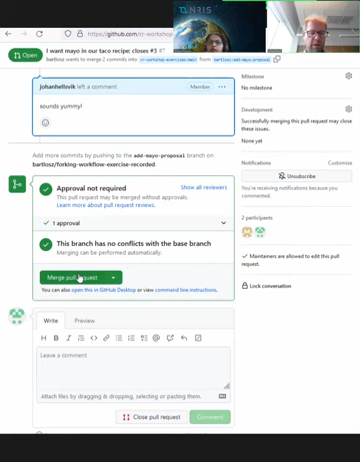 NRIS
https://github.com/cr-workshop
Open
I want mayo in our taco recipe; closes #3
bartlosz wants to merge 2 commits into
from
johanhellsvik left a comment
Member
sounds yummy!
Add more commits by pushing to the add-mayo-proposal branch on
bartlosz/forking-workflow-exercise-recorded.
Approval not required
Show all reviewers
This pull request may be merged without approvals.
Learn more about pull request reviews.
1 approval
This branch has no conflicts with the base branch
Merging can be performed automatically.
Merge pull request
You can also open this in GitHub Desktop or view command line instructions.
Write
Preview
Leave a comment
Attach files by dragging & dropping, selecting or pasting them.
Close pull request
Comment
Milestone
No milestone
Development
Successfully merging this pull request may close
these issues.
None yet
Notifications
Customize
Unsubscribe
You're receiving notifications because you
commented.
2 participants
Maintainers are allowed to edit this pull
request.
Lock conversation